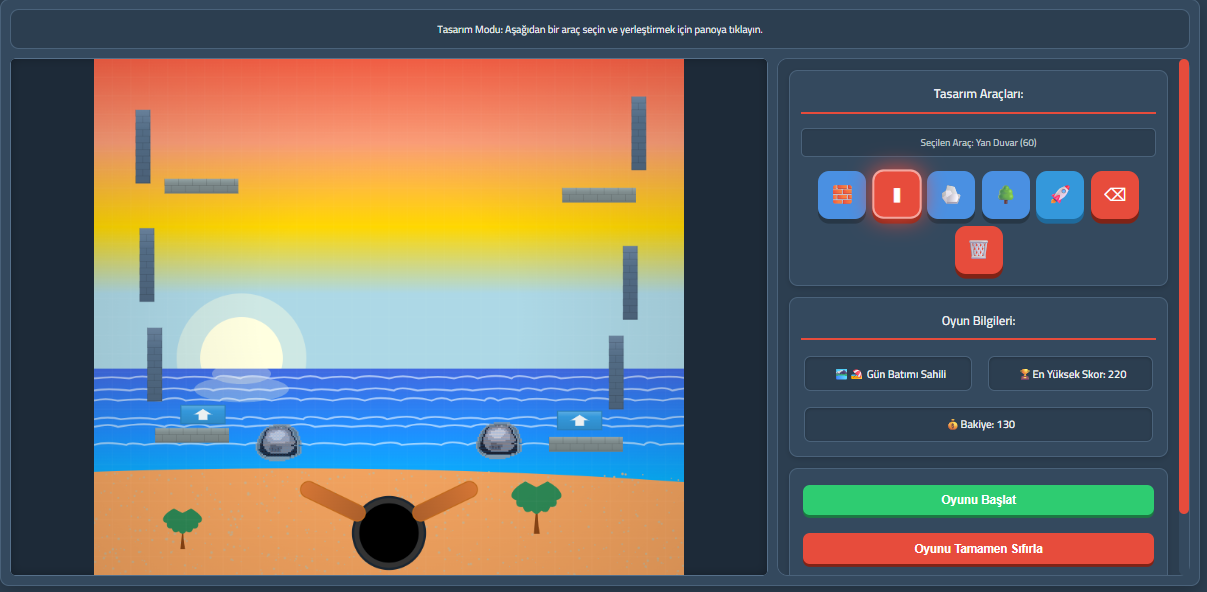 Tasarım Modu: Aşağıdan bir araç seçin ve yerleştirmek için panoya tıklayın.
Tasarım Araçları:
Seçilen Araç: Yan Duvar (60)
Oyun Bilgileri:
Gün Batımı Sahili
En Yüksek Skor: 220
Bakiye: 130
Oyunu Başlat
Oyunu Tamamen Sıfırla